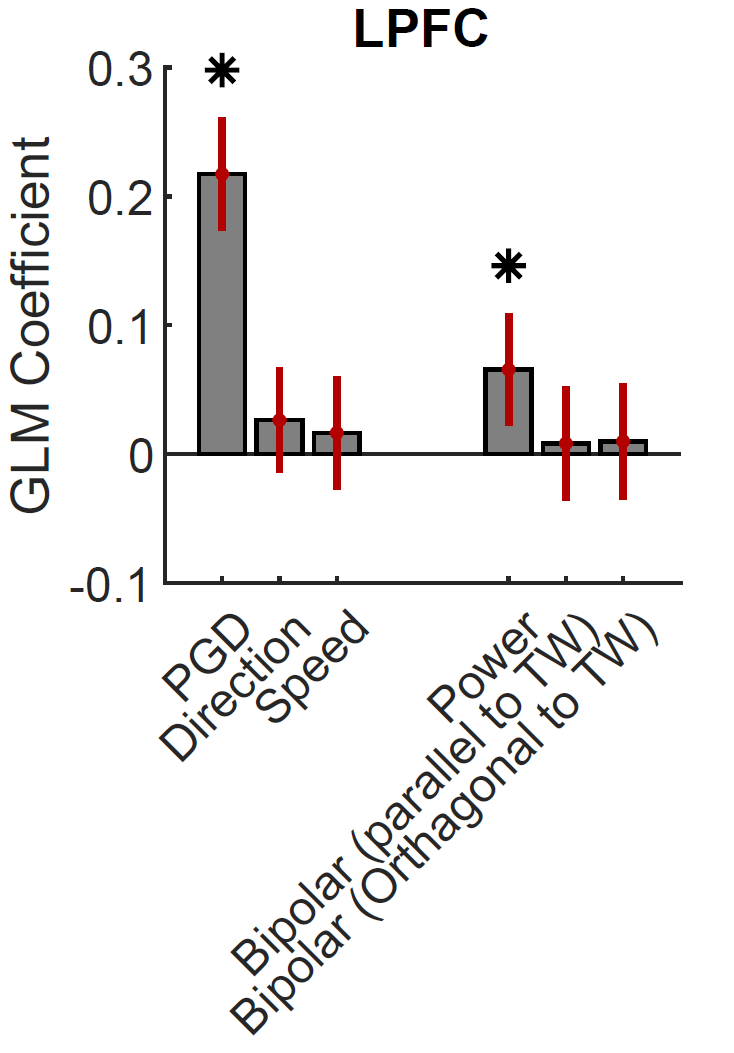 LPFC
GLM Coefficient
0.3
0.2
0.1
0
-0.1
PGD
Direction
Speed
Power
Bipolar (parallel to TW)
Bipolar (Orthagonal to TW)